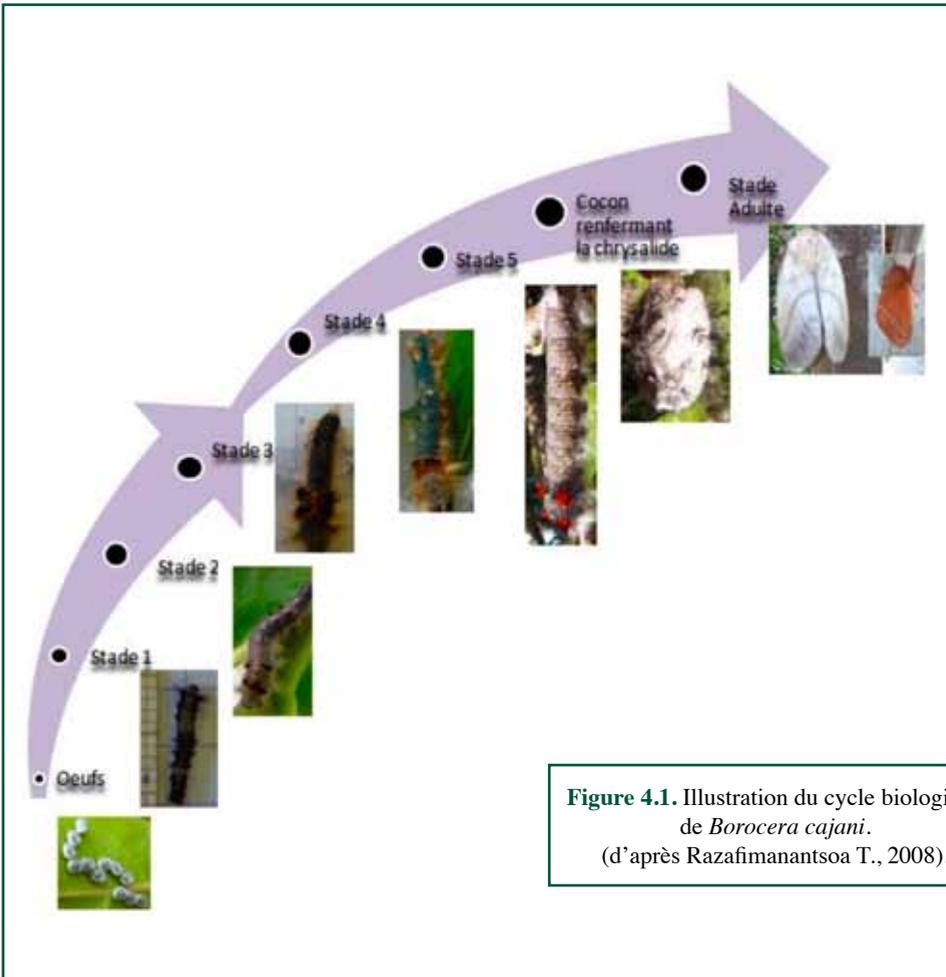 Stade
Adulte
Cocon
renfermant
la chrysalide
Stade 5
Stade 4
Stade 3
Stade 2
Stade 1
Oeufs
Figure 4.1. Illustration du cycle biologi
de Borocera cajani.
(d'après Razafimanantsoa T., 2008)